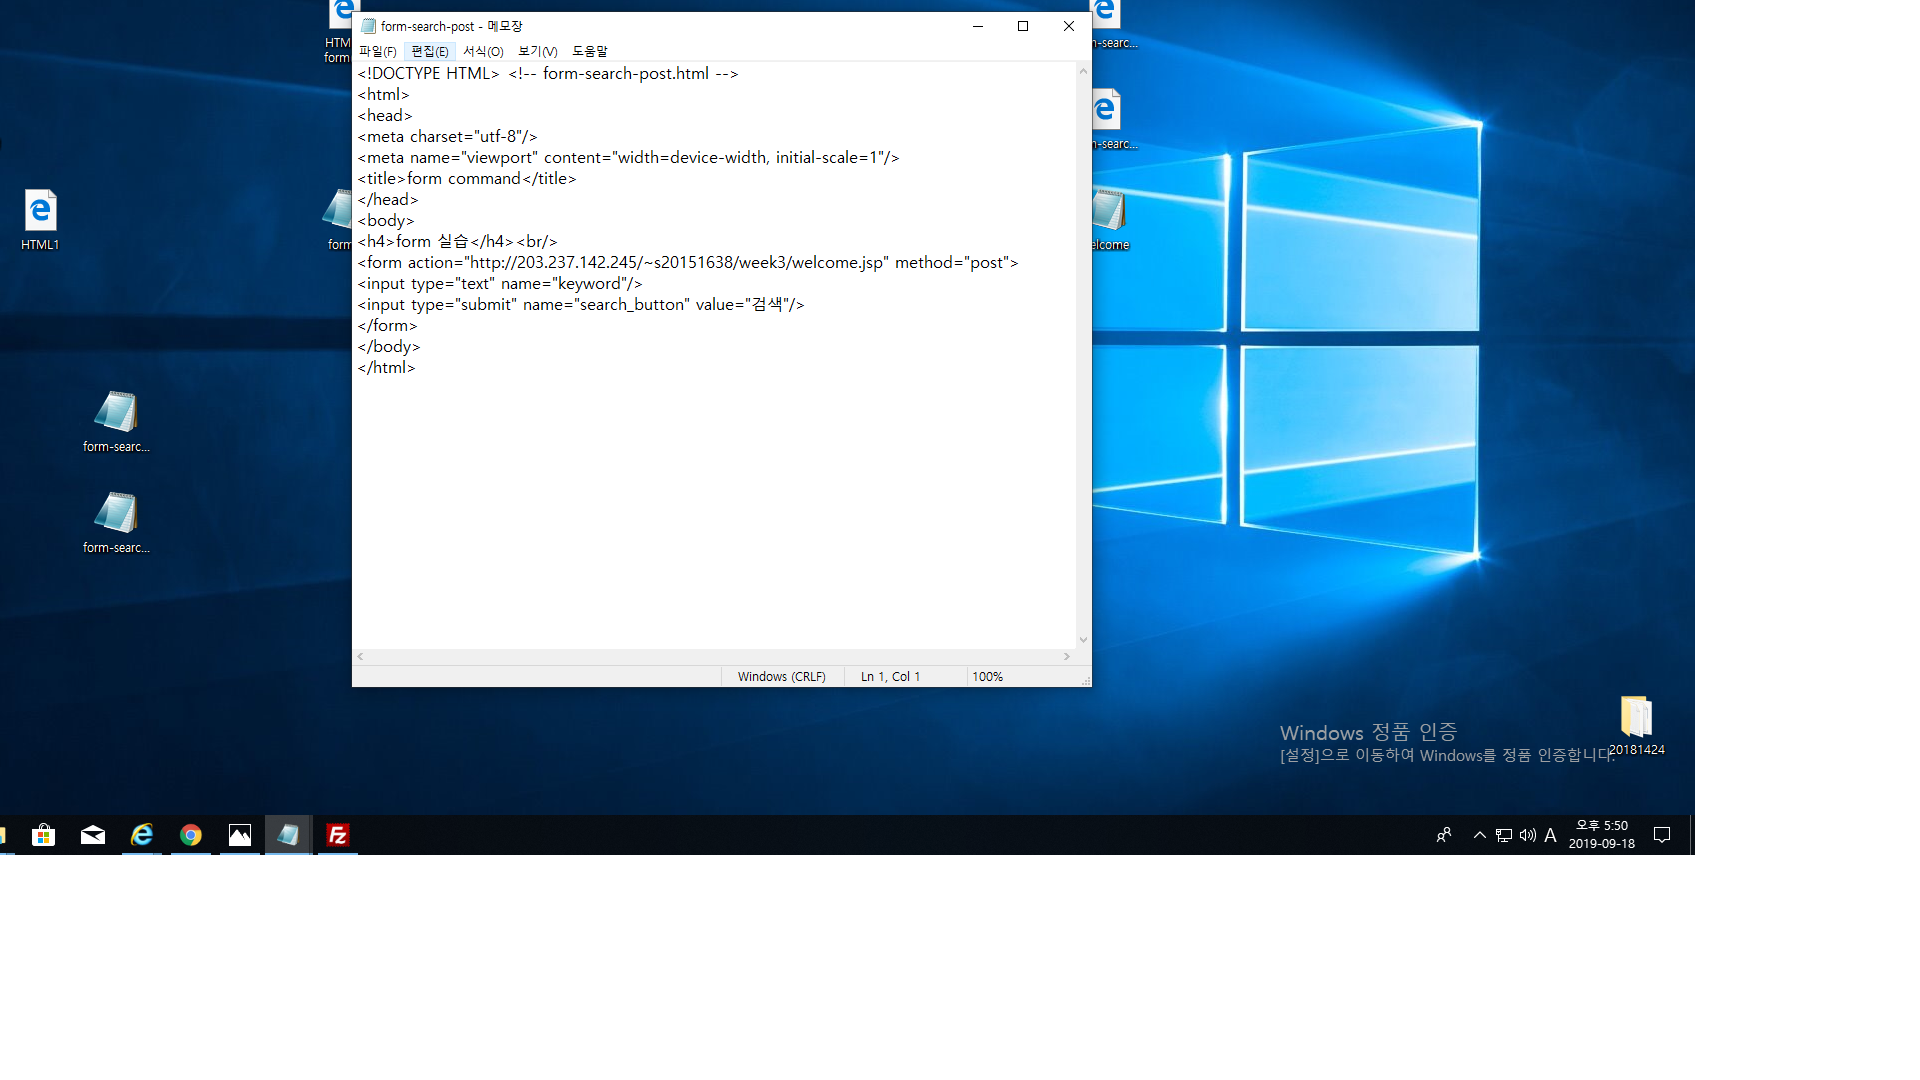 form-search-post - 메모장
파일(F) 편집(E) 서식(O) 보기(V) 도움말
<!DOCTYPE HTML> <!-- form-search-post.html -->
<html>
<head>
<meta charset="utf-8"/>
<meta name="viewport" content="width=device-width, initial-scale=1"/>
<title>form command</title>
</head>
<body>
<h4>form 실습</h4><br/>
<form action="http://203.237.142.245/~s20151638/week3/welcome.jsp" method="post">
<input type="text" name="keyword"/>
<input type="submit" name="search_button" value="검색"/>
</form>
</body>
</html>
Windows (CRLF) Ln 1, Col 1 100%
HTM
form
HTML1
form
form-searc...
form-searc...
n-searc...
n-searc...
elcome
Windows 정품 인증
[설정]으로 이동하여 Windows를 정품 인증합니다.
20181424
A
오후 5:50
2019-09-18